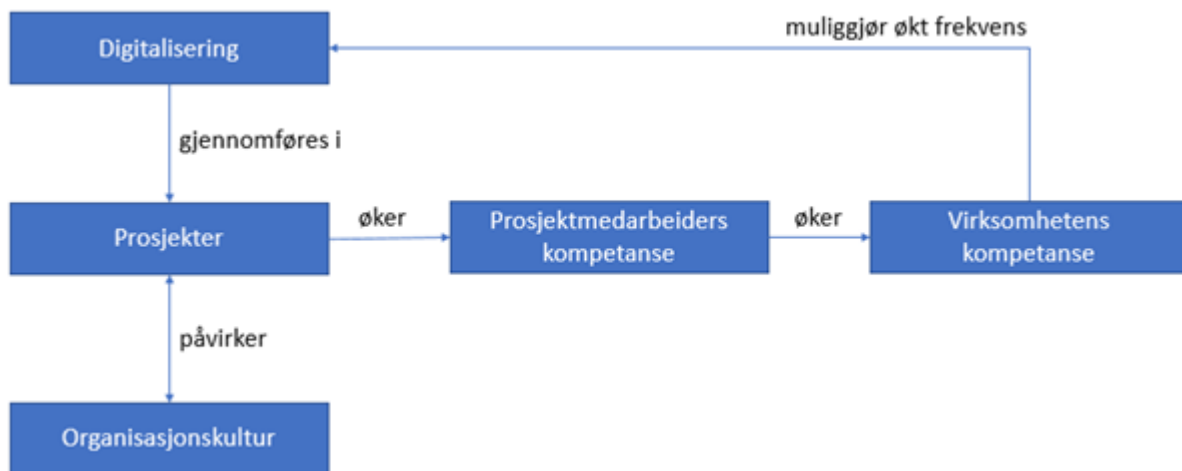 muliggjør økt frekvens
Digitalisering
gjennomføres i
Prosjekter
øker
Prosjektmedarbeiders
kompetanse
øker
Virksomhetens
kompetanse
påvirker
Organisasjonskultur